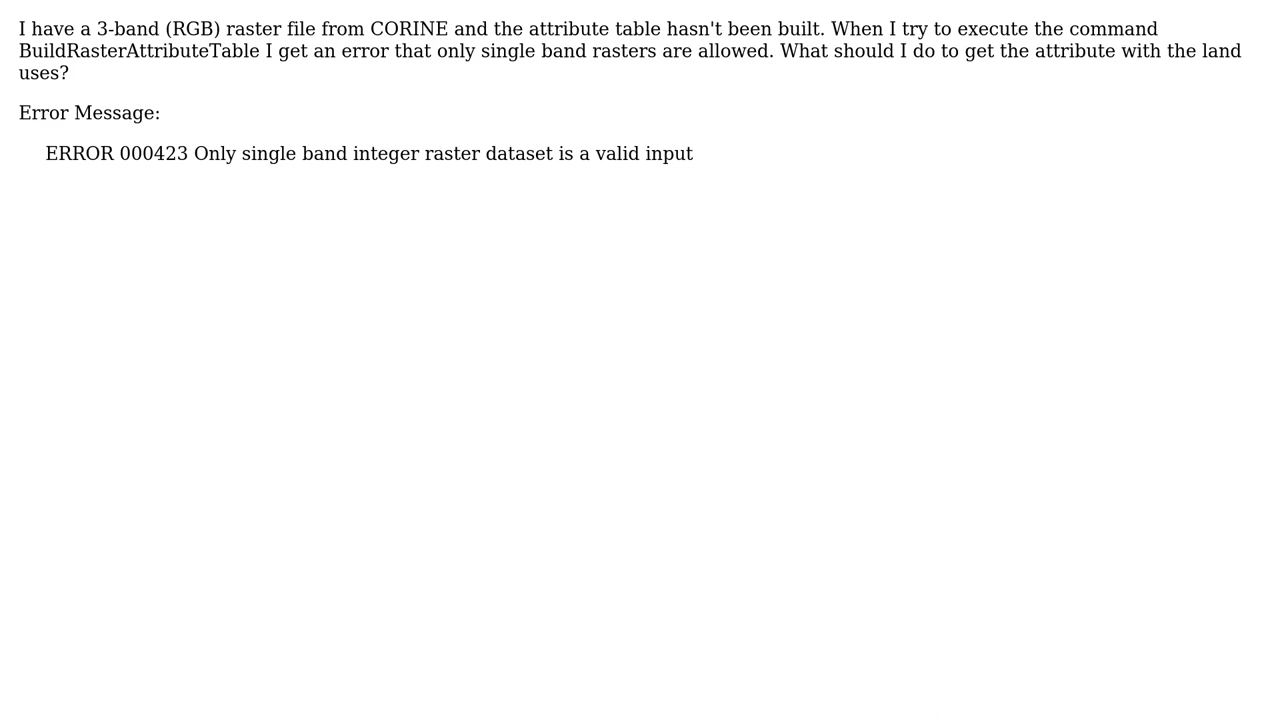 I have a 3-band (RGB) raster file from CORINE and the attribute table hasn't been built. When I try to execute the command
BuildRasterAttributeTable I get an error that only single band rasters are allowed. What should I do to get the attribute with the land
uses?
Error Message:
ERROR 000423 Only single band integer raster dataset is a valid input